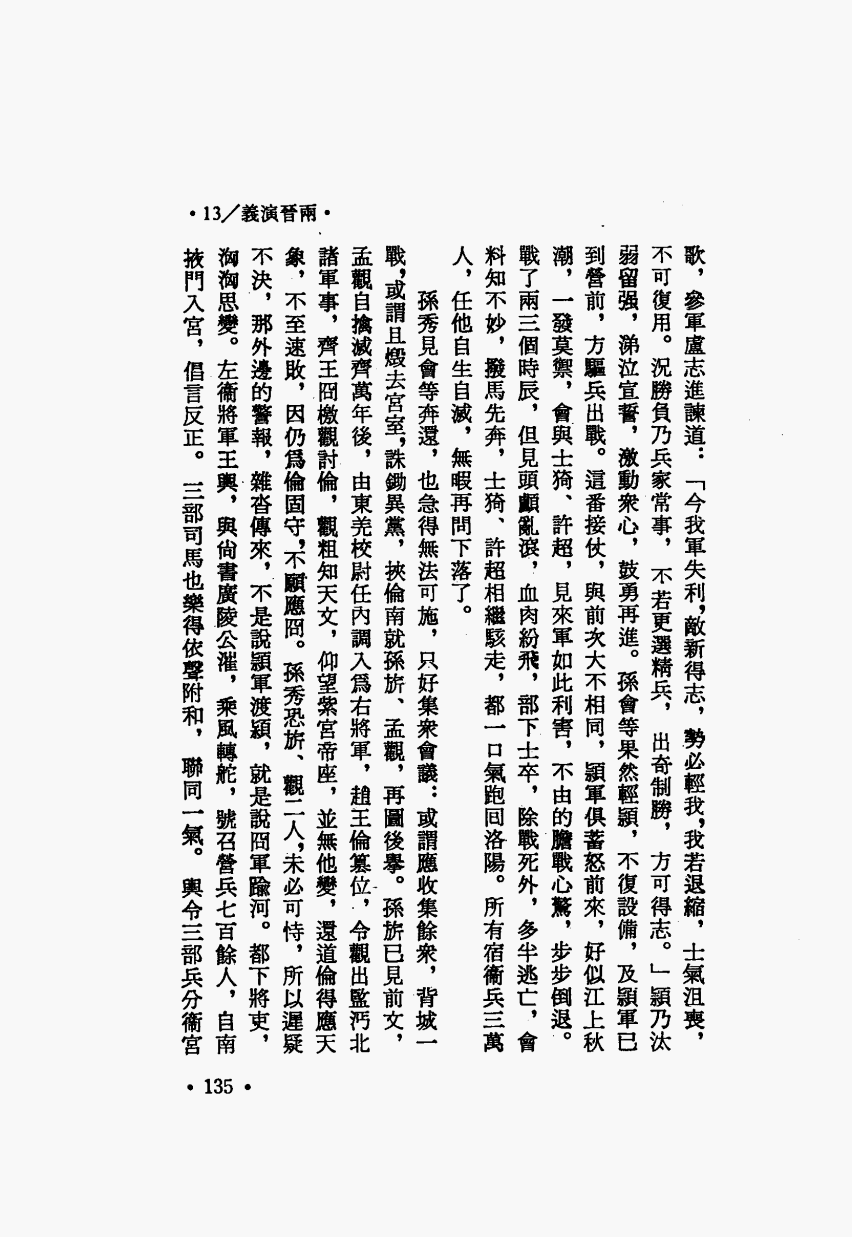 •13／義演晉兩•
歌，參軍盧志進諫道：「今我軍失利，敵新得志，勢必輕我，我若退縮，士氣沮喪，
不可復用。況勝負乃兵家常事，不若更選精兵，出奇制勝，方可得志。」穎乃汰
弱留强，涕泣宣誓，激動衆心，鼓勇再進。孫會等果然輕穎，不復設備，及穎軍已
到營前，方驅兵出戰。這番接仗，與前次大不相同，穎軍俱蓄怒前來，好似江上秋
潮，一發莫禦，會與士猗、許超，見來軍如此利害，不由的膽戰心驚，步步倒退。
戰了兩三個時辰，但見頭顱亂滾，血肉紛飛，部下士卒，除戰死外，多半逃亡，會
料知不妙，撥馬先奔，士猗、許超相繼駭走，都一口氣跑回洛陽。所有宿衞兵三萬
人，任他自生自滅，無暇再問下落了。
孫秀見會等奔還，也急得無法可施，只好集衆會議：或謂應收集餘衆，背城一
戰，或謂且燬去宮室，誅鋤異黨，挾倫南就孫旂、孟觀，再圖後舉。孫旂已見前文，
孟觀自擒滅齊萬年後，由東羌校尉任內調入爲右將軍，趙王倫篡位，令觀出監沔北
諸軍事，齊王冏檄觀討倫，觀粗知天文，仰望紫宮帝座，並無他變，還道倫得應天
象，不至速敗，因仍爲倫固守，不願應冏。孫秀恐旂、觀二人，未必可恃，所以遲疑
不決，那外邊的警報，雜沓傳來，不是說穎軍渡潁，就是說冏軍踰河。都下將吏，
洶洶思變。左衞將軍王輿，與尙書廣陵公漼，乘風轉舵，號召營兵七百餘人，自南
掖門入宮，倡言反正。三部司馬也樂得依聲附和，聯同一氣。輿令三部兵分衞宮
•135•